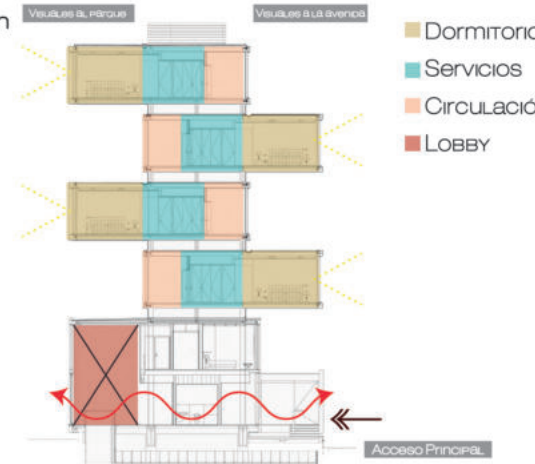 n
Visuales al parque
Visuales a la avenida
Dormitorio
Servicios
Circulació
Lobby
Acceso Principal